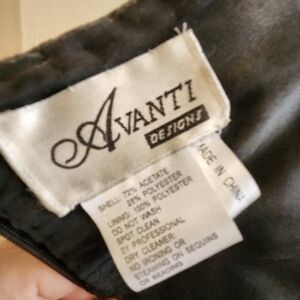 AVANTI
DESIGNS
SHELL: 72% ACETATE
28% POLYESTER
LINING: 100% POLYESTER
DO NOT WASH
SPOT CLEAN
BY PROFESSIONAL
DRY CLEANER.
NO IRONING OR
STEAMING ON SEQUINS
OR BEADING
MADE IN CHINA